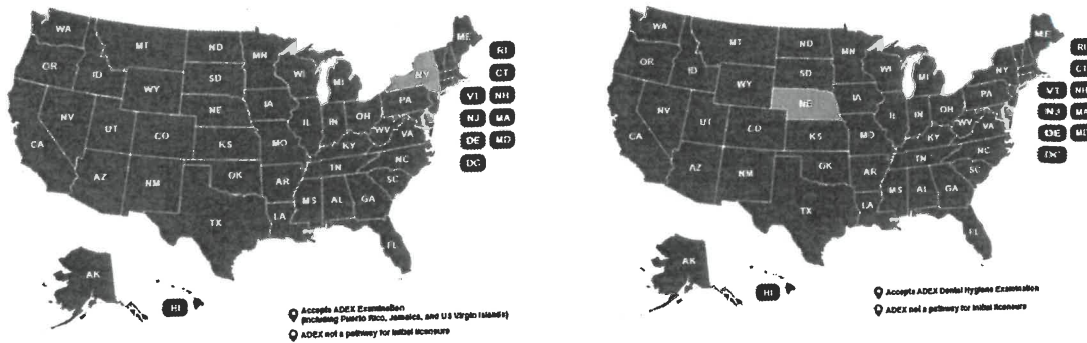 WA
MT
ND
MN
ME
OR
ID
SD
WI
MI
NY
RI
WY
CT
IA
PA
VT NH
NE
NV
IL
IN
OH
NJ MA
UT
CO
WV
VA
CA
KS
MO
KY
DE MD
NC
DC
AZ
NM
OK
AR
TN
SC
MS
AL
GA
TX
LA
FL
AK
HI
Accepts ADEX Examination
(including Puerto Rico, Jamaica, and US Virgin Islands)
ADEX not a pathway for initial licensure
WA
MT
ND
MN
ME
OR
ID
SD
WI
MI
NY
RI
WY
CT
IA
PA
VT NH
NE
NV
IL
IN
OH
NJ MA
UT
CO
WV
VA
CA
KS
MO
KY
DE MD
NC
DC
AZ
NM
OK
AR
TN
SC
MS
AL
GA
TX
LA
FL
AK
HI
Accepts ADEX Dental Hygiene Examination
ADEX not a pathway for initial licensure